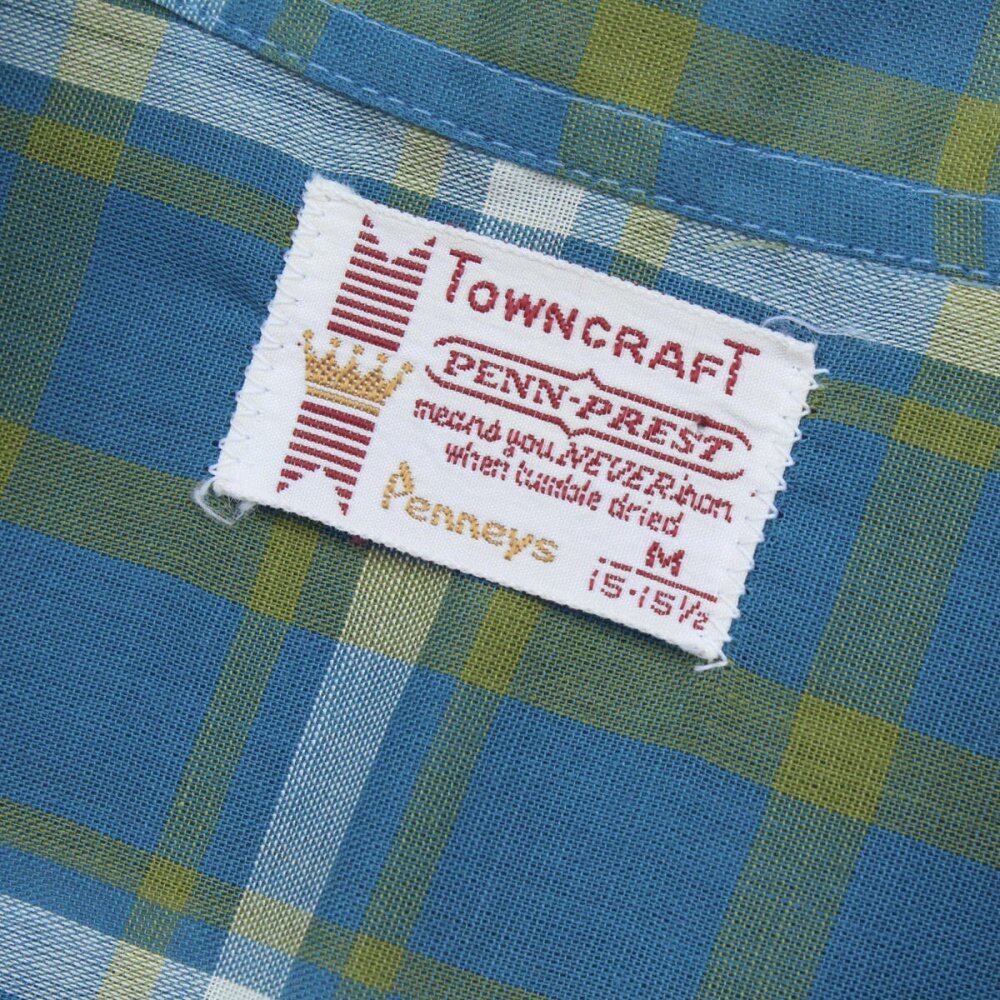 TOWNCRAFT
PENN-PREST
means you NEVER iron
when tumble dried
Penneys
M
15·15½